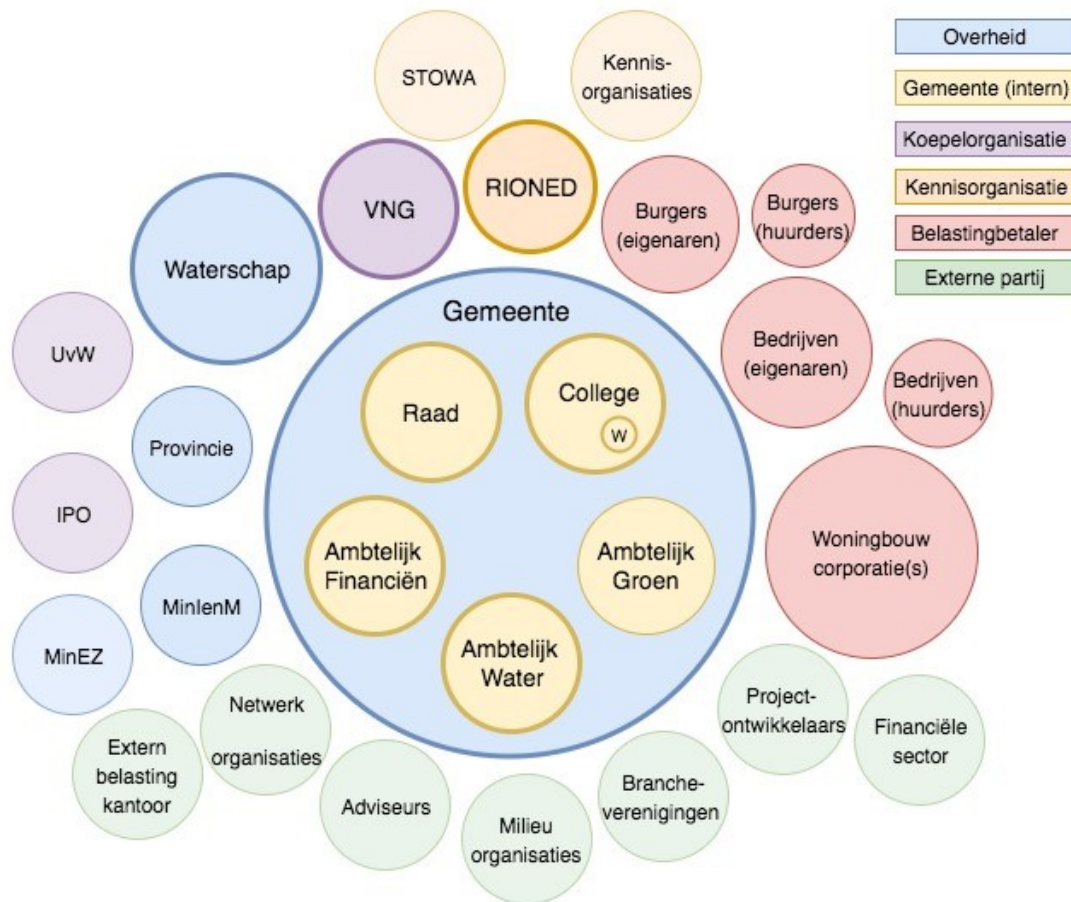 STOWA
Kennis-
organisaties
Overheid
Gemeente (intern)
Koepelorganisatie
Kennisorganisatie
Belastingbetaler
Externe partij
VNG
RIONED
Burgers
(eigenaren)
Burgers
(huurders)
Waterschap
Gemeente
UvW
Raad
College
W
Bedrijven
(eigenaren)
Bedrijven
(huurders)
Provincie
IPO
Ambtelijk
Financiën
Ambtelijk
Groen
Woningbouw
corporatie(s)
MinIenM
MinEZ
Ambtelijk
Water
Netwerk
organisaties
Project-
ontwikkelaars
Financiële
sector
Extern
belasting
kantoor
Adviseurs
Milieu
organisaties
Branche-
verenigingen